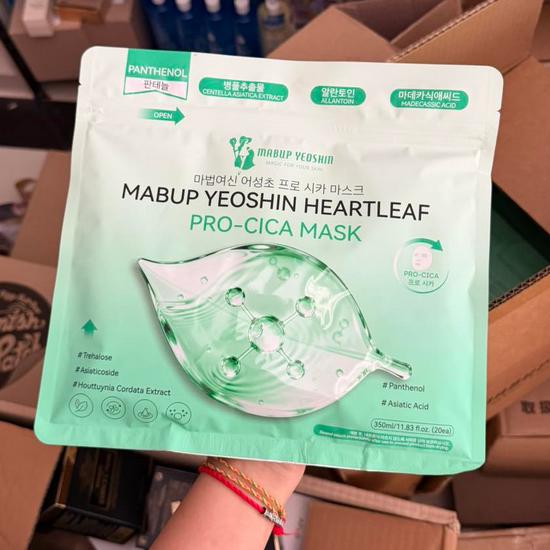 PANTHENOL
판테놀
병풀추출물
CENTELLA ASIATICA EXTRACT
알란토인
ALLANTOIN
마데카식애씨드
MADECASSIC ACID
OPEN
MABUP YEOSHIN
MAGIC FOR YOUR SKIN
마법여신 어성초 프로 시카 마스크
MABUP YEOSHIN HEARTLEAF
PRO-CICA MASK
PRO-CICA
프로 시카
#Trehalose
#Asiaticoside
#Houttuynia Cordata Extract
#Panthenol
#Asiatic Acid
350ml/11.83 fl.oz. (20ea)
取扱